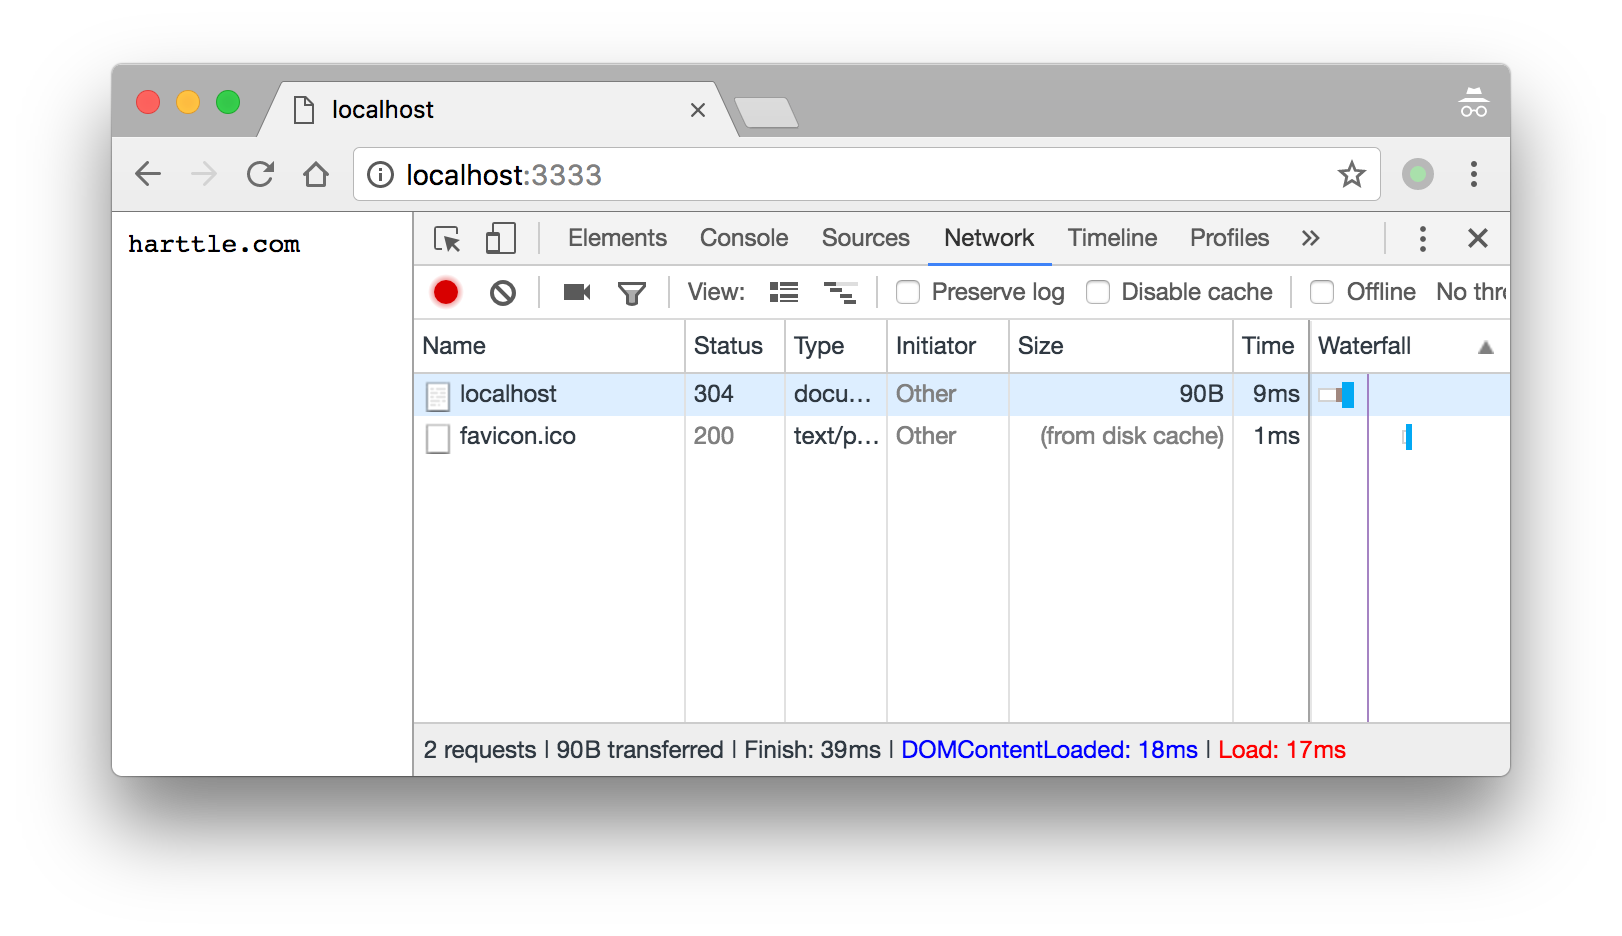 localhost
localhost:3333
harttle.com
Elements Console Sources Network Timeline Profiles »
View: Preserve log Disable cache Offline No thr
Name Status Type Initiator Size Time Waterfall
localhost 304 docu... Other 90B 9ms
favicon.ico 200 text/p... Other (from disk cache) 1ms
2 requests | 90B transferred | Finish: 39ms | DOMContentLoaded: 18ms | Load: 17ms